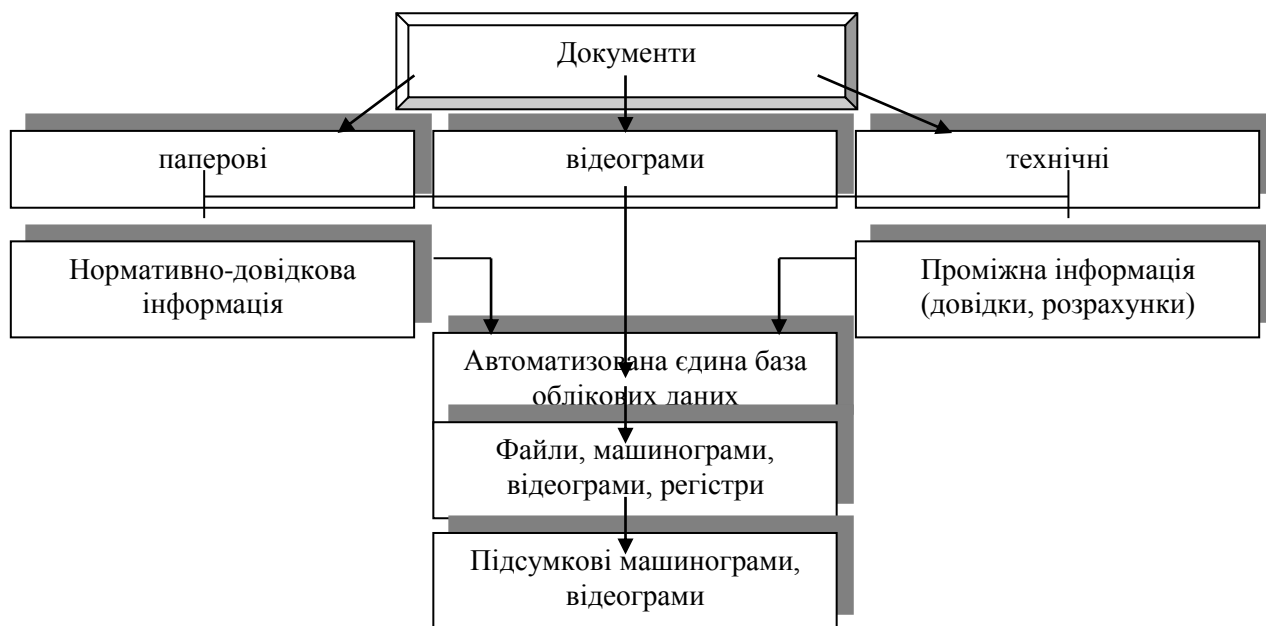 Документи
паперові
відеограми
технічні
Нормативно-довідкова
інформація
Проміжна інформація
(довідки, розрахунки)
Автоматизована єдина база
облікових даних
Файли, машинограми,
відеограми, регістри
Підсумкові машинограми,
відеограми